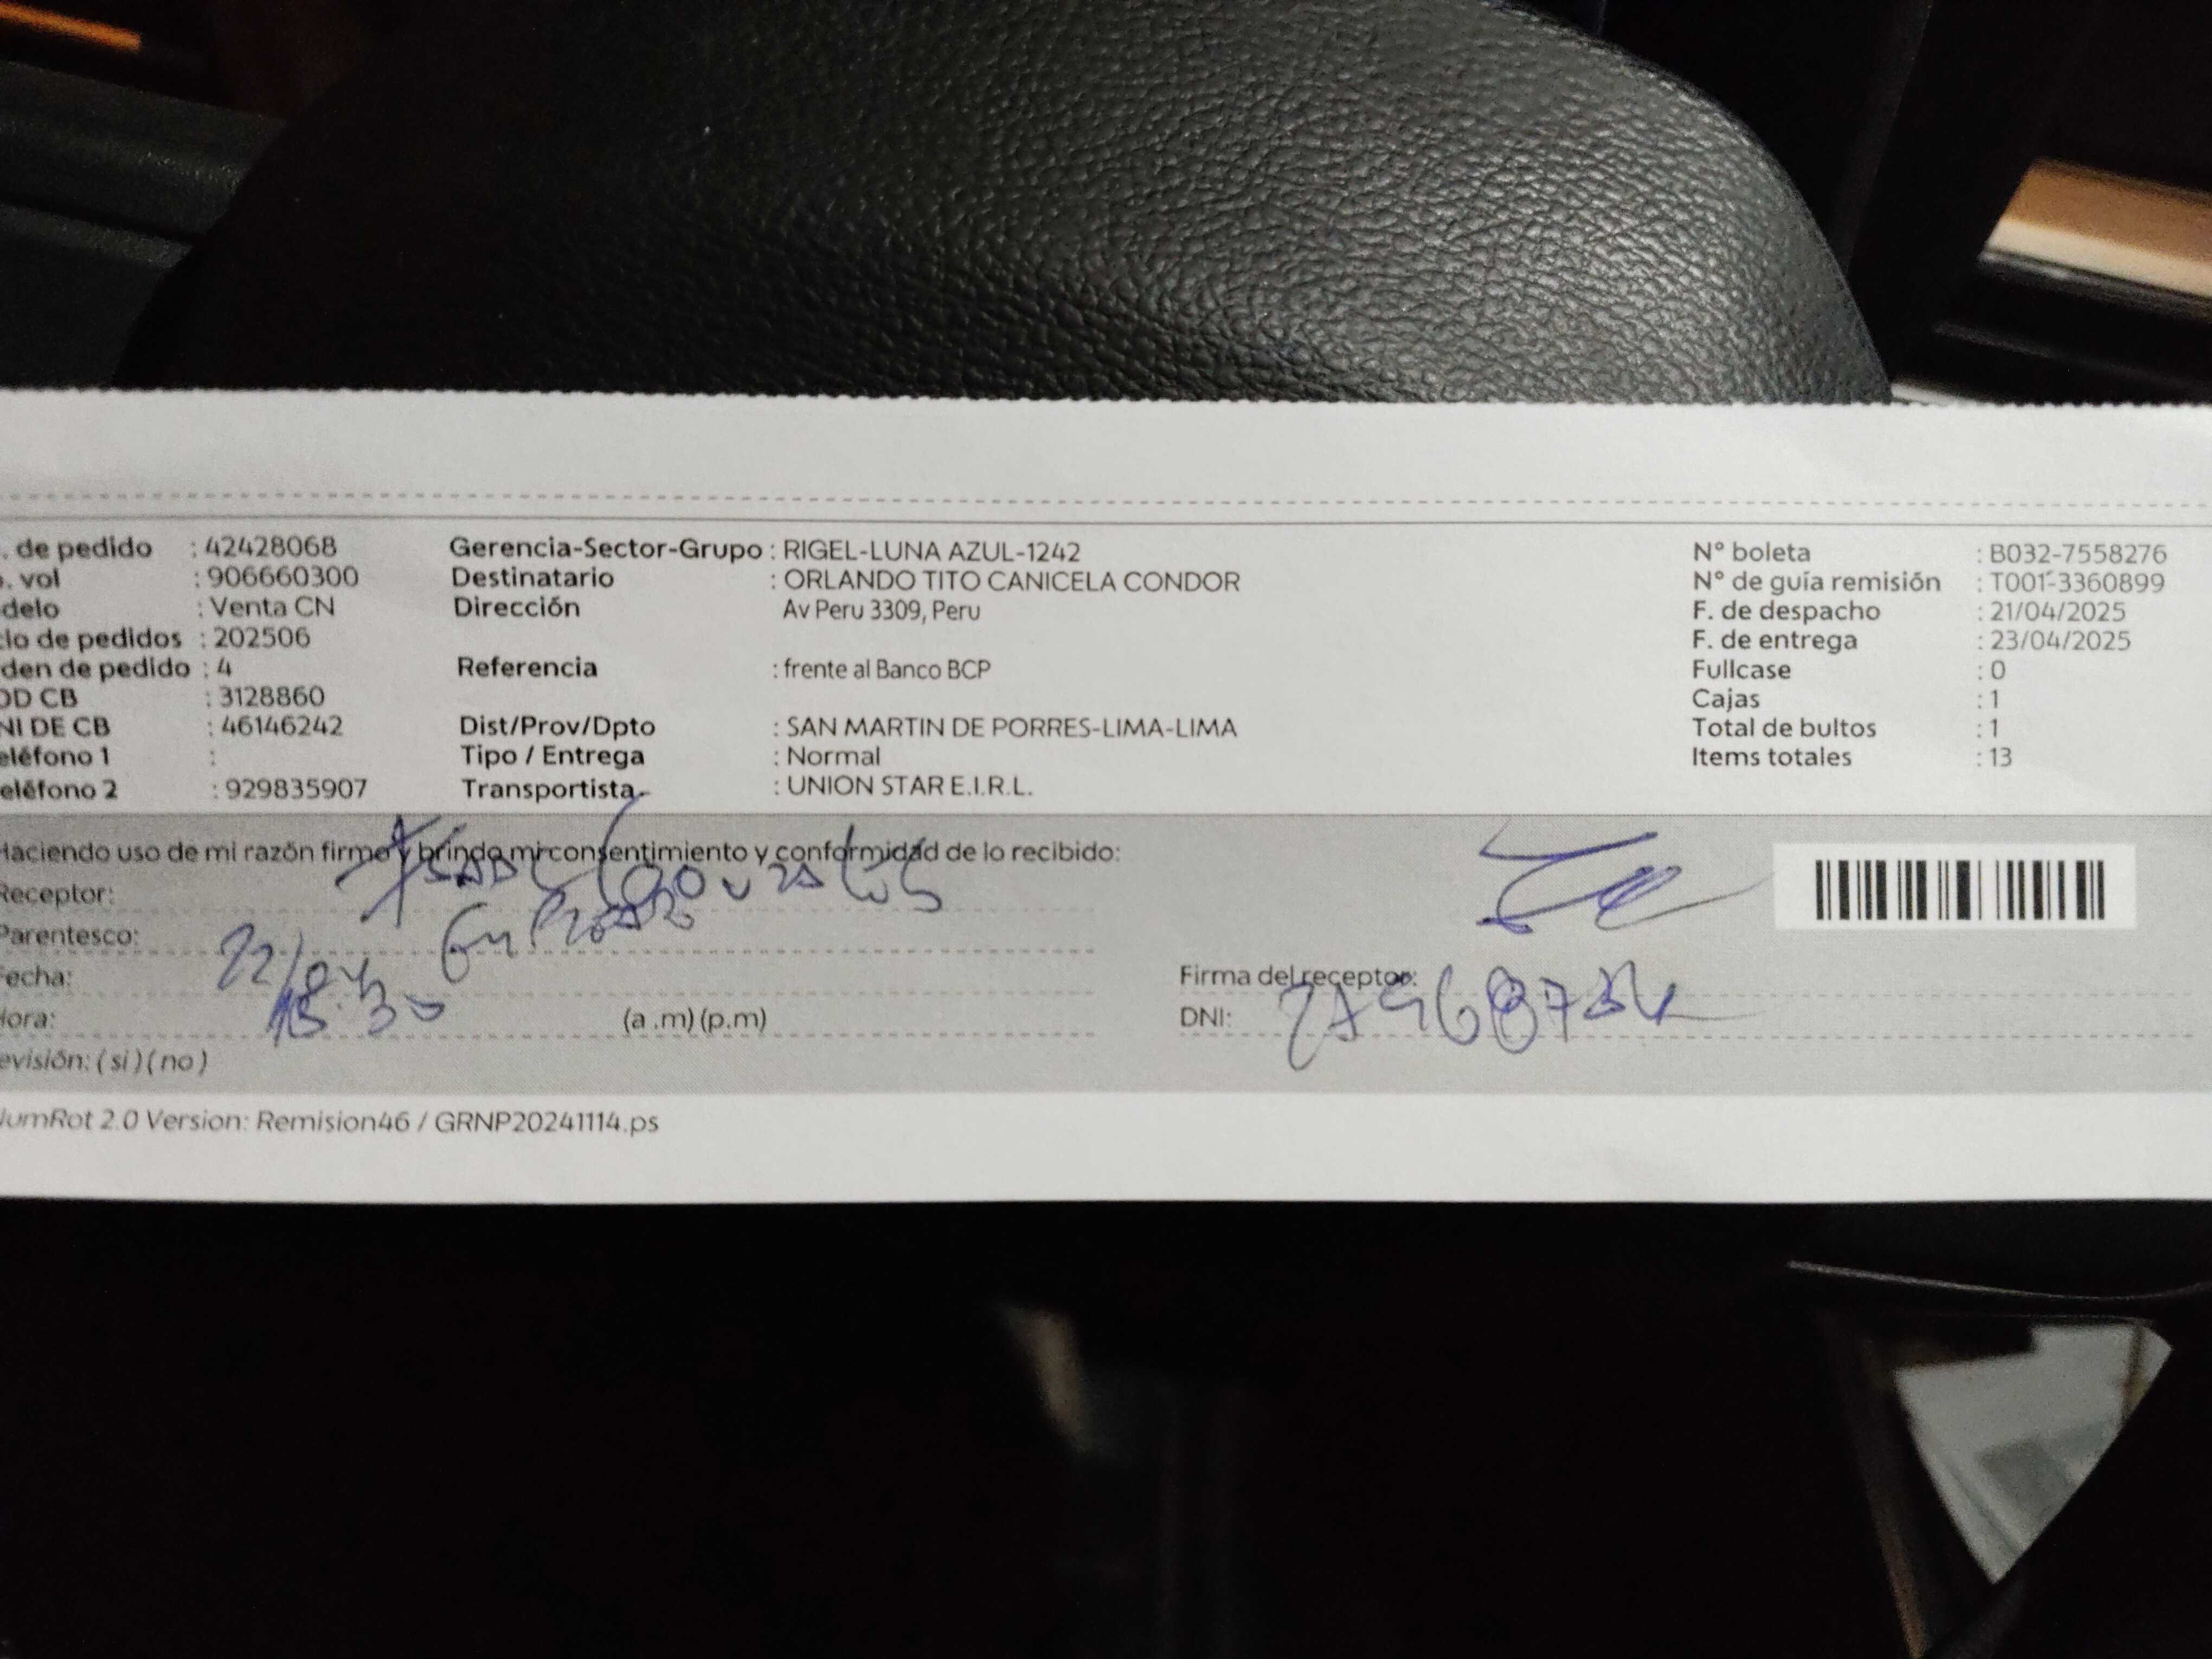 . de pedido : 42428068
. vol : 906660300
delo : Venta CN
lo de pedidos : 202506
den de pedido : 4
OD CB : 3128860
NI DE CB : 46146242
eléfono 1 :
eléfono 2 : 929835907
Gerencia-Sector-Grupo : RIGEL-LUNA AZUL-1242
Destinatario : ORLANDO TITO CANICELA CONDOR
Dirección Av Peru 3309, Peru
Referencia : frente al Banco BCP
Dist/Prov/Dpto : SAN MARTIN DE PORRES-LIMA-LIMA
Tipo / Entrega : Normal
Transportista : UNION STAR E.I.R.L.
N° boleta : B032-7558276
N° de guía remisión : T001-3360899
F. de despacho : 21/04/2025
F. de entrega : 23/04/2025
Fullcase : 0
Cajas : 1
Total de bultos : 1
Items totales : 13
Haciendo uso de mi razón firmo y brindo mi consentimiento y conformidad de lo recibido:
Receptor:
Parentesco:
Fecha: 22/04
Hora: (a .m) (p.m)
evisión: ( si ) ( no )
Firma del receptor:
DNI:
NumRot 2.0 Version: Remision46 / GRNP20241114.ps